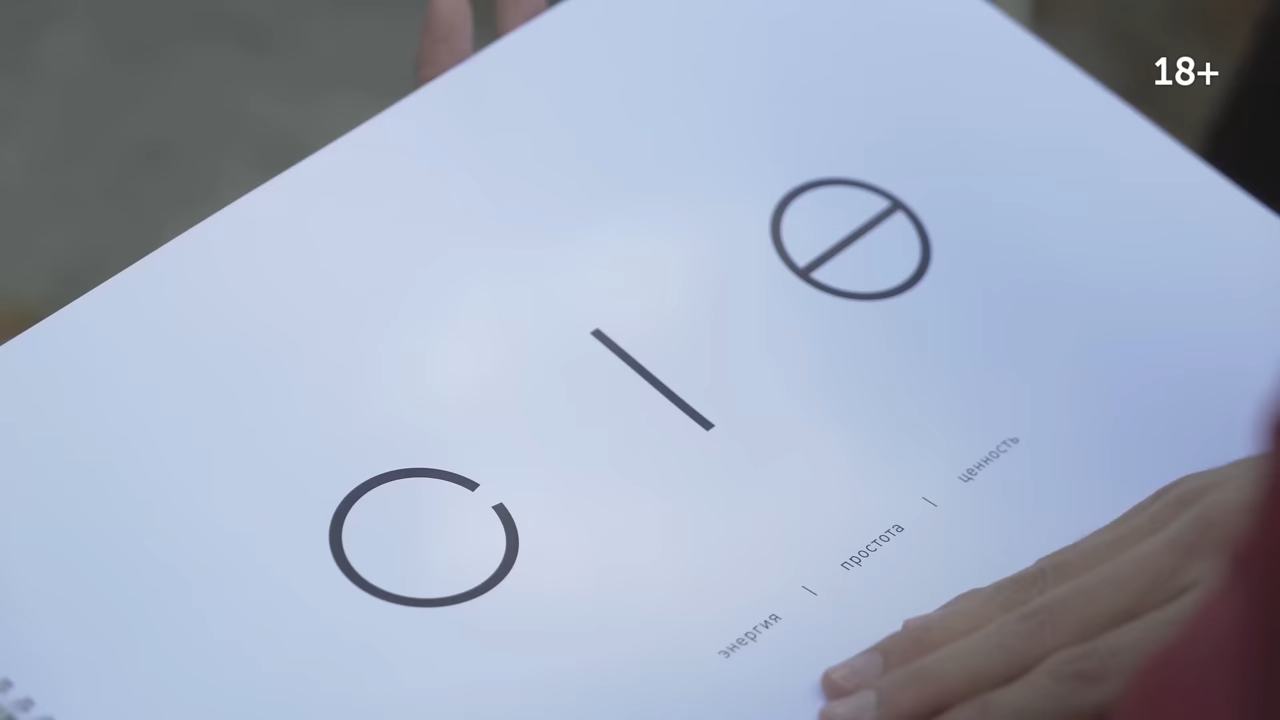 18+
энергия | простота | ценность